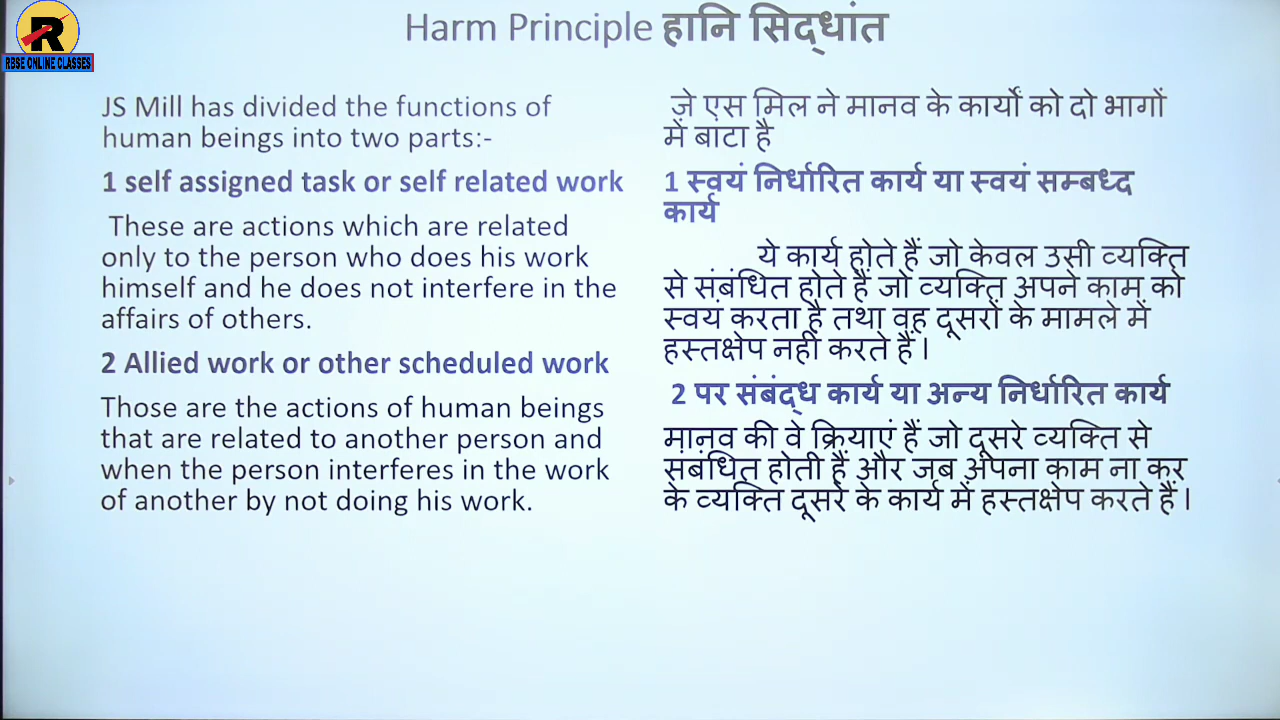 Harm Principle हानि सिद्धांत
RBSE ONLINE CLASSES
JS Mill has divided the functions of
human beings into two parts:-
1 self assigned task or self related work
These are actions which are related
only to the person who does his work
himself and he does not interfere in the
affairs of others.
2 Allied work or other scheduled work
Those are the actions of human beings
that are related to another person and
when the person interferes in the work
of another by not doing his work.
जे एस मिल ने मानव के कार्यों को दो भागों
में बाटा है
1 स्वयं निर्धारित कार्य या स्वयं सम्बध्द
कार्य
ये कार्य होते हैं जो केवल उसी व्यक्ति
से संबंधित होते हैं जो व्यक्ति अपने काम को
स्वयं करता है तथा वह दूसरों के मामले में
हस्तक्षेप नहीं करते हैं l
2 पर संबंद्ध कार्य या अन्य निर्धारित कार्य
मानव की वे क्रियाएं हैं जो दूसरे व्यक्ति से
संबंधित होती हैं और जब अपना काम ना कर
के व्यक्ति दूसरे के कार्य में हस्तक्षेप करते हैं l